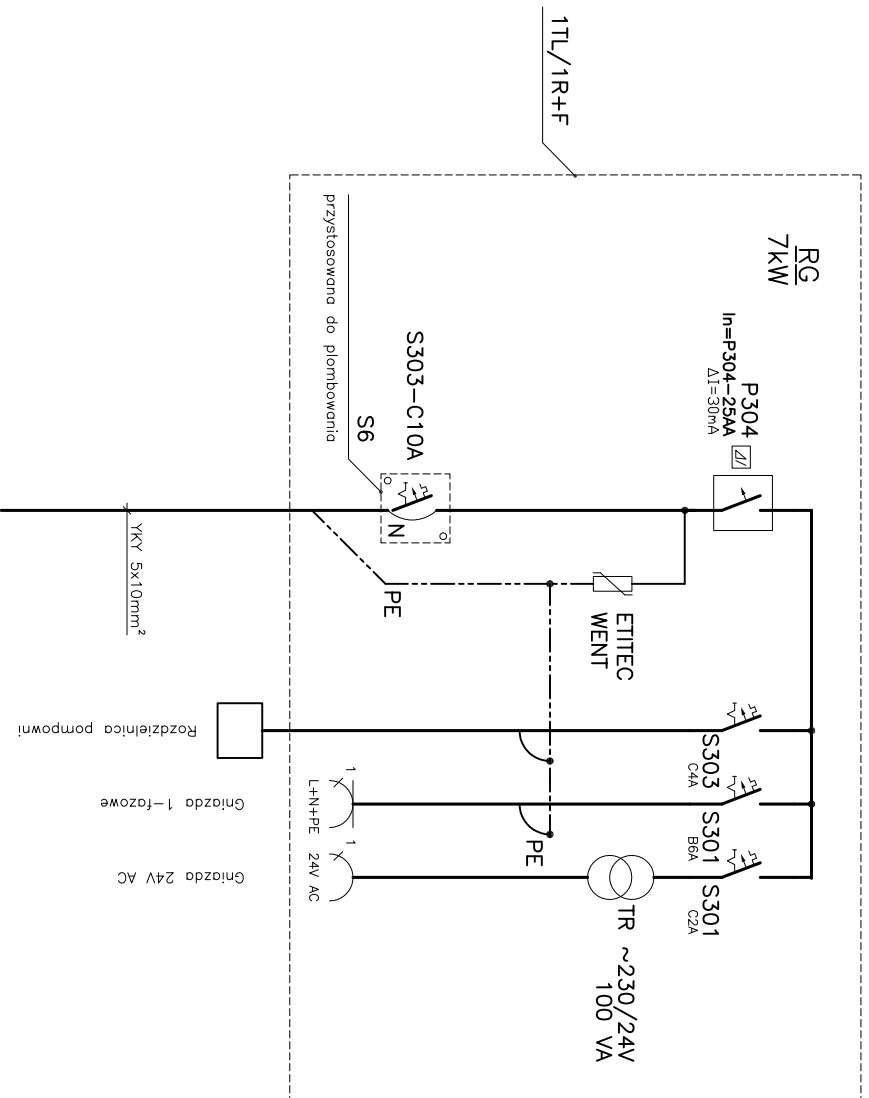 1TL/1R+F
RG
7kW
P304
In=P304-25AA
ΔI=30mA
Δ/
S303-C10A
S6
przystosowana do plombowania
N
YKY 5x10mm²
PE
ETITEC
WENT
S303
C4A
S301
B6A
S301
C2A
PE
TR ~230/24V
100 VA
1
L+N+PE
1
24V AC
Rozdzielnica pompowni
Gniazda 1-fazowe
Gniazda 24V AC